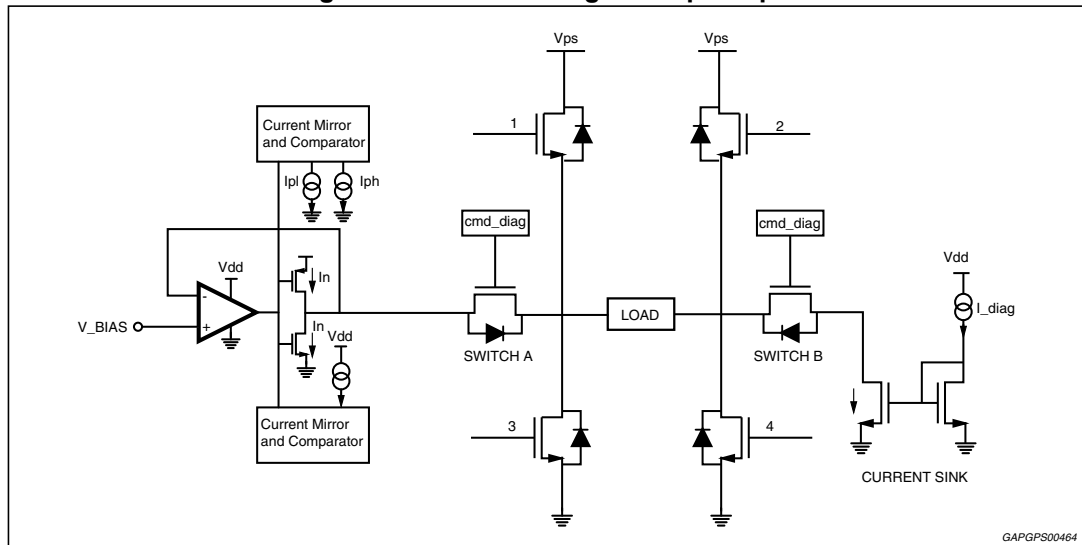 Vps
Vps
Current Mirror
and Comparator
1
2
Ipl
Iph
cmd_diag
cmd_diag
Vdd
In
Vdd
I_diag
-
V_BIAS
+
In
Vdd
LOAD
SWITCH A
SWITCH B
Current Mirror
and Comparator
3
4
CURRENT SINK
GAPGPS00464